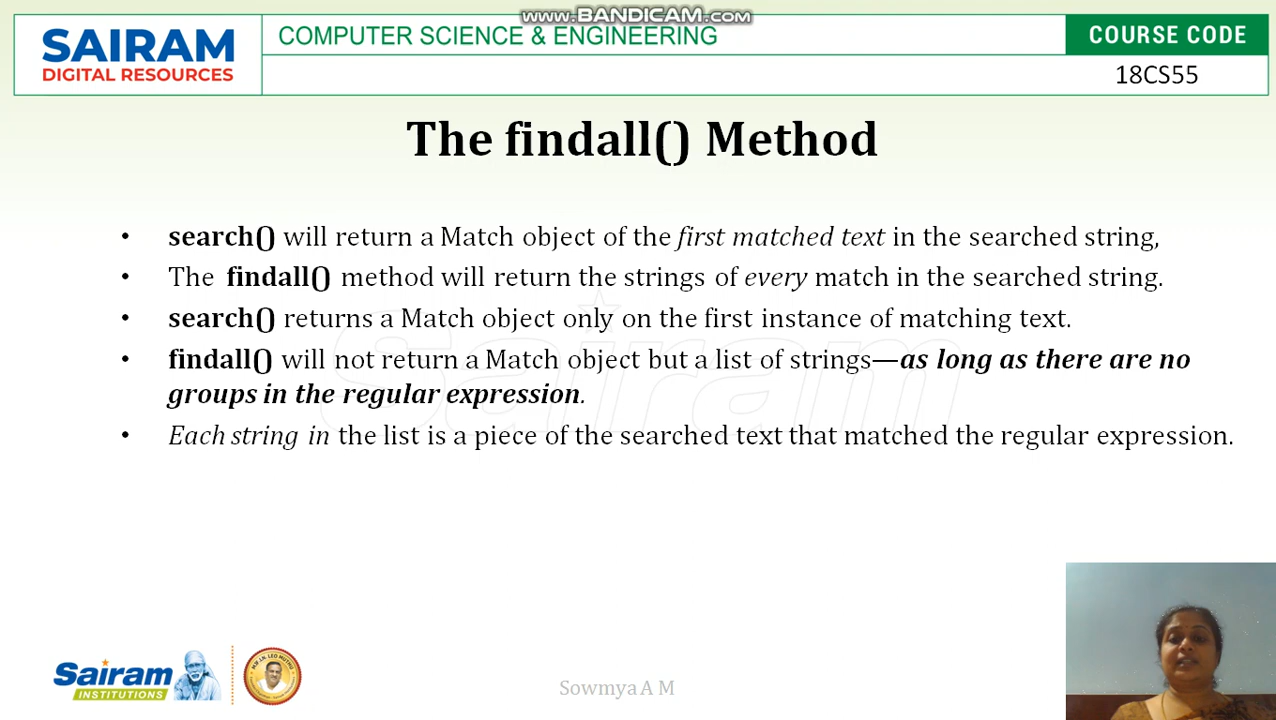 www.BANDICAM.com
SAIRAM
DIGITAL RESOURCES
COMPUTER SCIENCE & ENGINEERING
COURSE CODE
18CS55
The findall() Method
• search() will return a Match object of the first matched text in the searched string,
• The findall() method will return the strings of every match in the searched string.
• search() returns a Match object only on the first instance of matching text.
• findall() will not return a Match object but a list of strings—as long as there are no
groups in the regular expression.
• Each string in the list is a piece of the searched text that matched the regular expression.
Sairam
Sairam
INSTITUTIONS
MJF. LN. LEO MUTHU
Sowmya A M